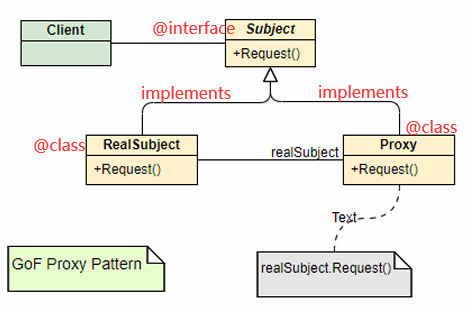 Client
@interface
Subject
+Request()
implements
implements
@class
RealSubject
+Request()
realSubject
@class
Proxy
+Request()
Text
GoF Proxy Pattern
realSubject.Request()